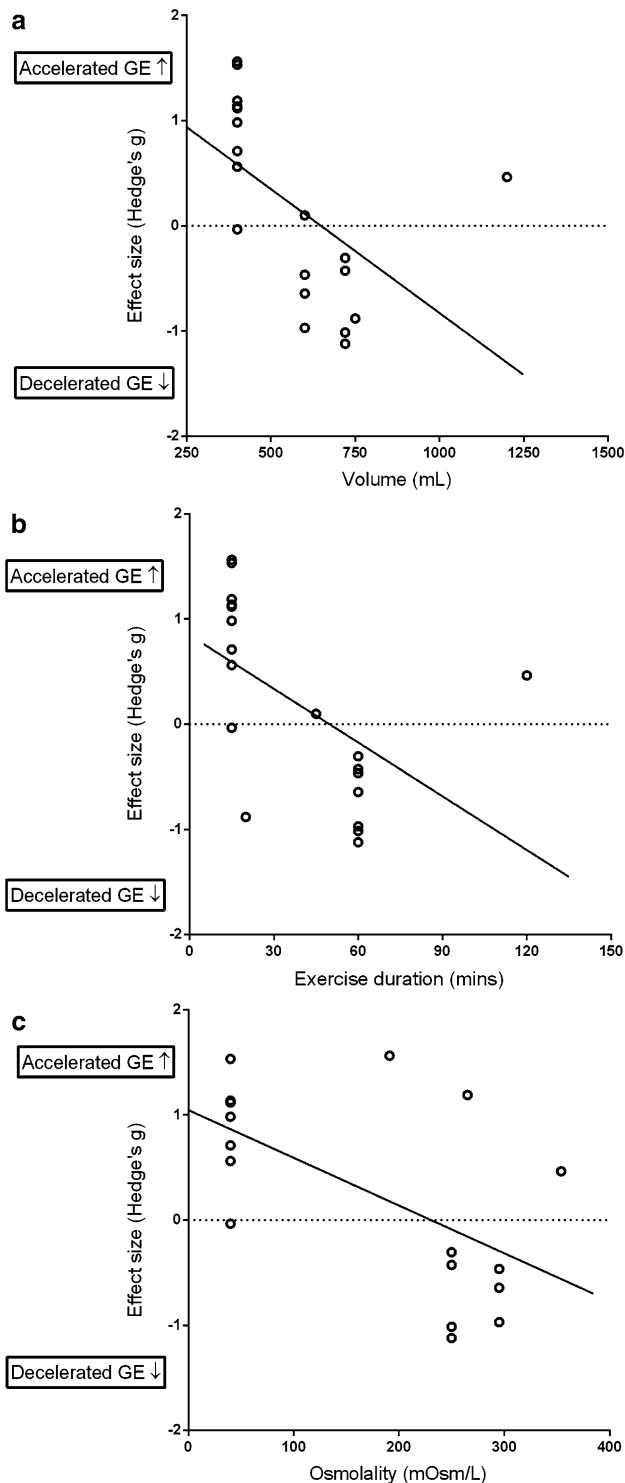 a
2
Accelerated GE ↑
1
Effect size (Hedge's g)
0
-1
Decelerated GE ↓
-2
250 500 750 1000 1250 1500
Volume (mL)
b
2
Accelerated GE ↑
1
Effect size (Hedge's g)
0
-1
Decelerated GE ↓
-2
0 30 60 90 120 150
Exercise duration (mins)
c
2
Accelerated GE ↑
1
Effect size (Hedge's g)
0
-1
Decelerated GE ↓
-2
0 100 200 300 400
Osmolality (mOsm/L)